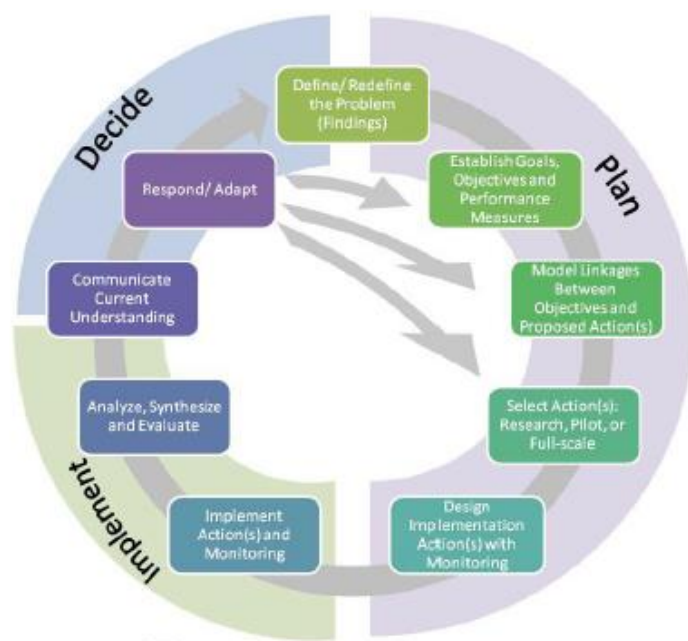 Decide
Plan
Implement
Define/ Redefine
the Problem
(Findings)
Establish Goals,
Objectives and
Performance
Measures
Model Linkages
Between
Objectives and
Proposed Action(s)
Select Action(s):
Research, Pilot, or
Full-scale
Design
Implementation
Action(s) with
Monitoring
Implement
Action(s) and
Monitoring
Analyze, Synthesize
and Evaluate
Communicate
Current
Understanding
Respond/ Adapt